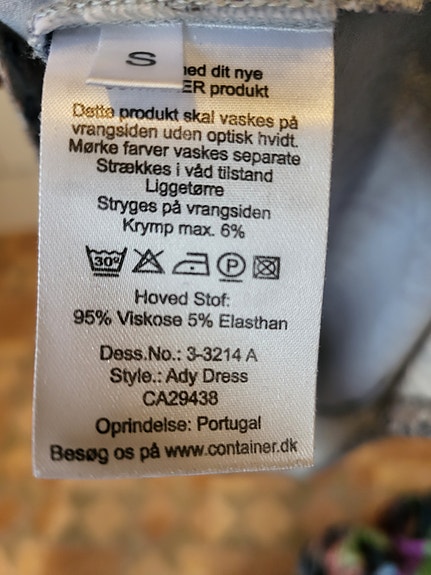 S
med dit nye
ER produkt
Dette produkt skal vaskes på
vrangsiden uden optisk hvidt.
Mørke farver vaskes separate
Strækkes i våd tilstand
Liggetørre
Stryges på vrangsiden
Krymp max. 6%
30° P
Hoved Stof:
95% Viskose 5% Elasthan
Dess.No.: 3-3214 A
Style.: Ady Dress
CA29438
Oprindelse: Portugal
Besøg os på www.container.dk